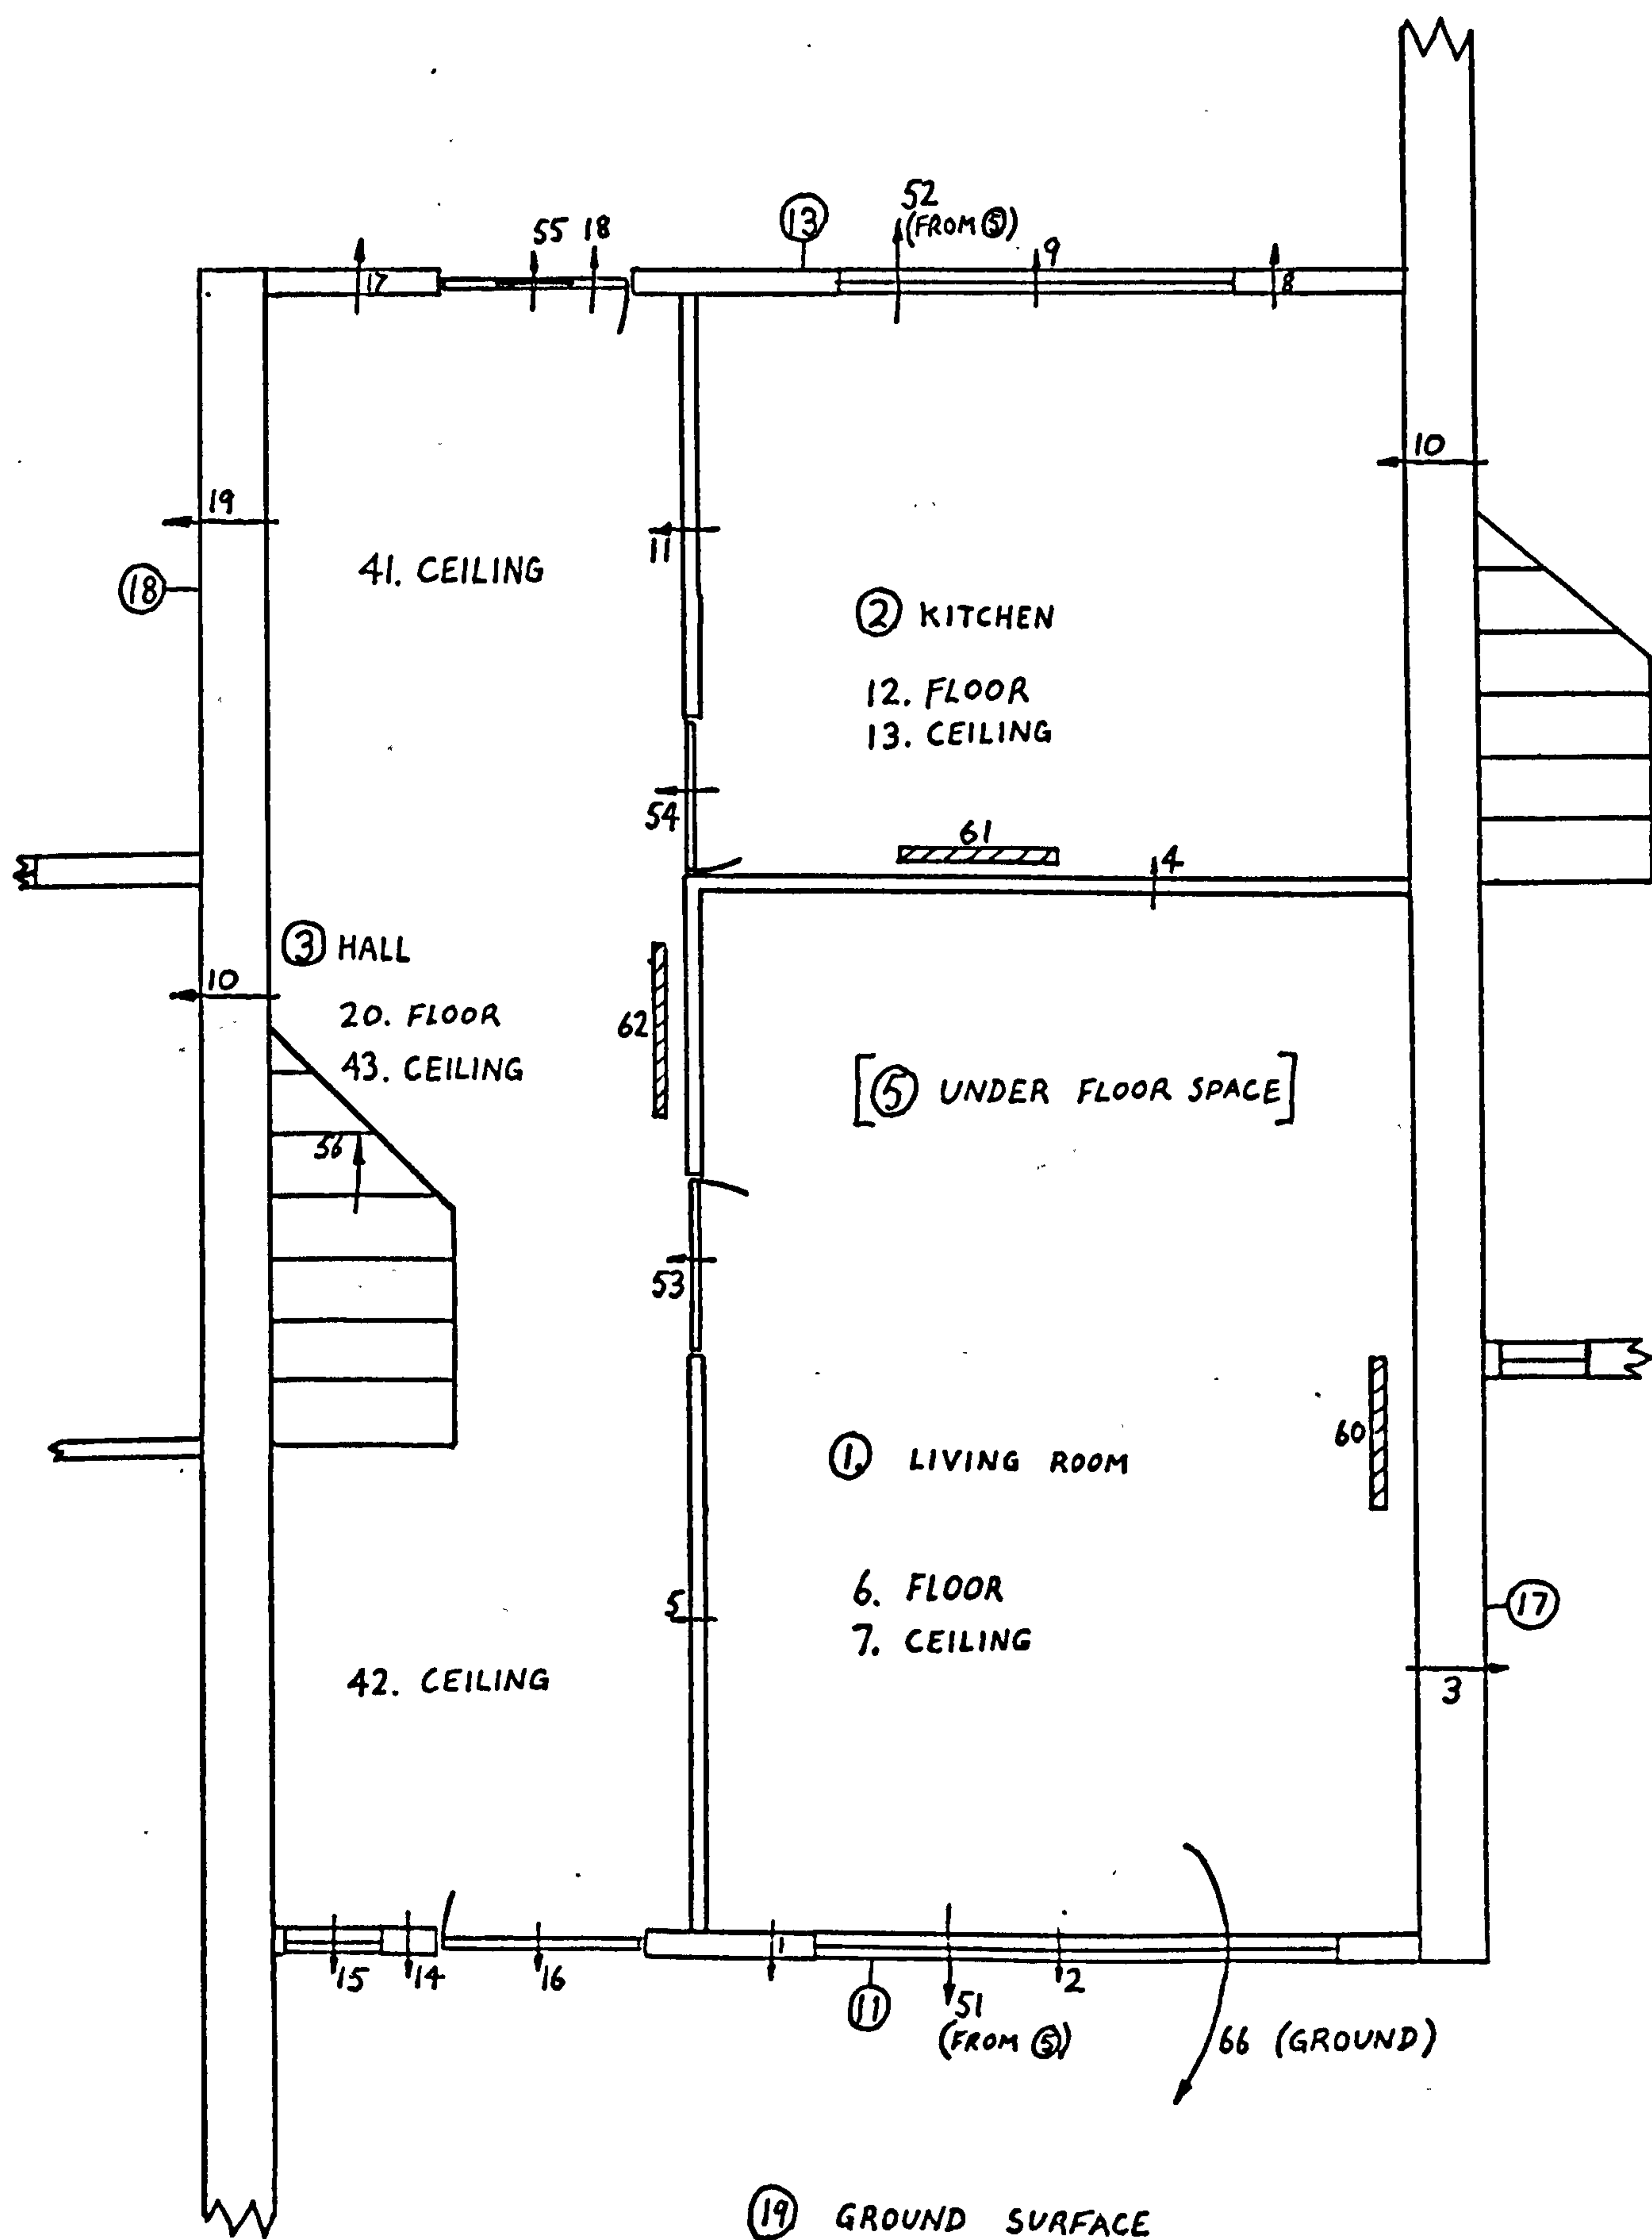 52
(FROM ⑤)
55 18
⑬
9
17
8
10
19
11
41. CEILING
⑱
② KITCHEN
12. FLOOR
13. CEILING
54
61
4
③ HALL
10
20. FLOOR
62
43. CEILING
[⑤ UNDER FLOOR SPACE]
56
53
60
① LIVING ROOM
6. FLOOR
5
⑰
7. CEILING
42. CEILING
3
1
15
14
16
2
⑪
51
(FROM ⑤)
66 (GROUND)
⑲ GROUND SURFACE